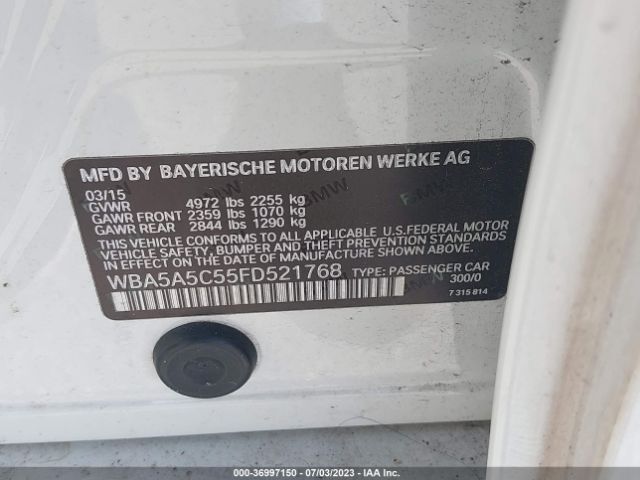 MFD BY BAYERISCHE MOTOREN WERKE AG
03/15
GVWR 4972 lbs 2255 kg
GAWR FRONT 2359 lbs 1070 kg
GAWR REAR 2844 lbs 1290 kg
THIS VEHICLE CONFORMS TO ALL APPLICABLE U.S.FEDERAL MOTOR
VEHICLE SAFETY, BUMPER, AND THEFT PREVENTION STANDARDS
IN EFFECT ON THE DATE OF MANUFACTURE SHOWN ABOVE.
WBA5A5C55FD521768 TYPE: PASSENGER CAR
300/0
7 315 814
000-36997150 - 07/03/2023 - IAA Inc.